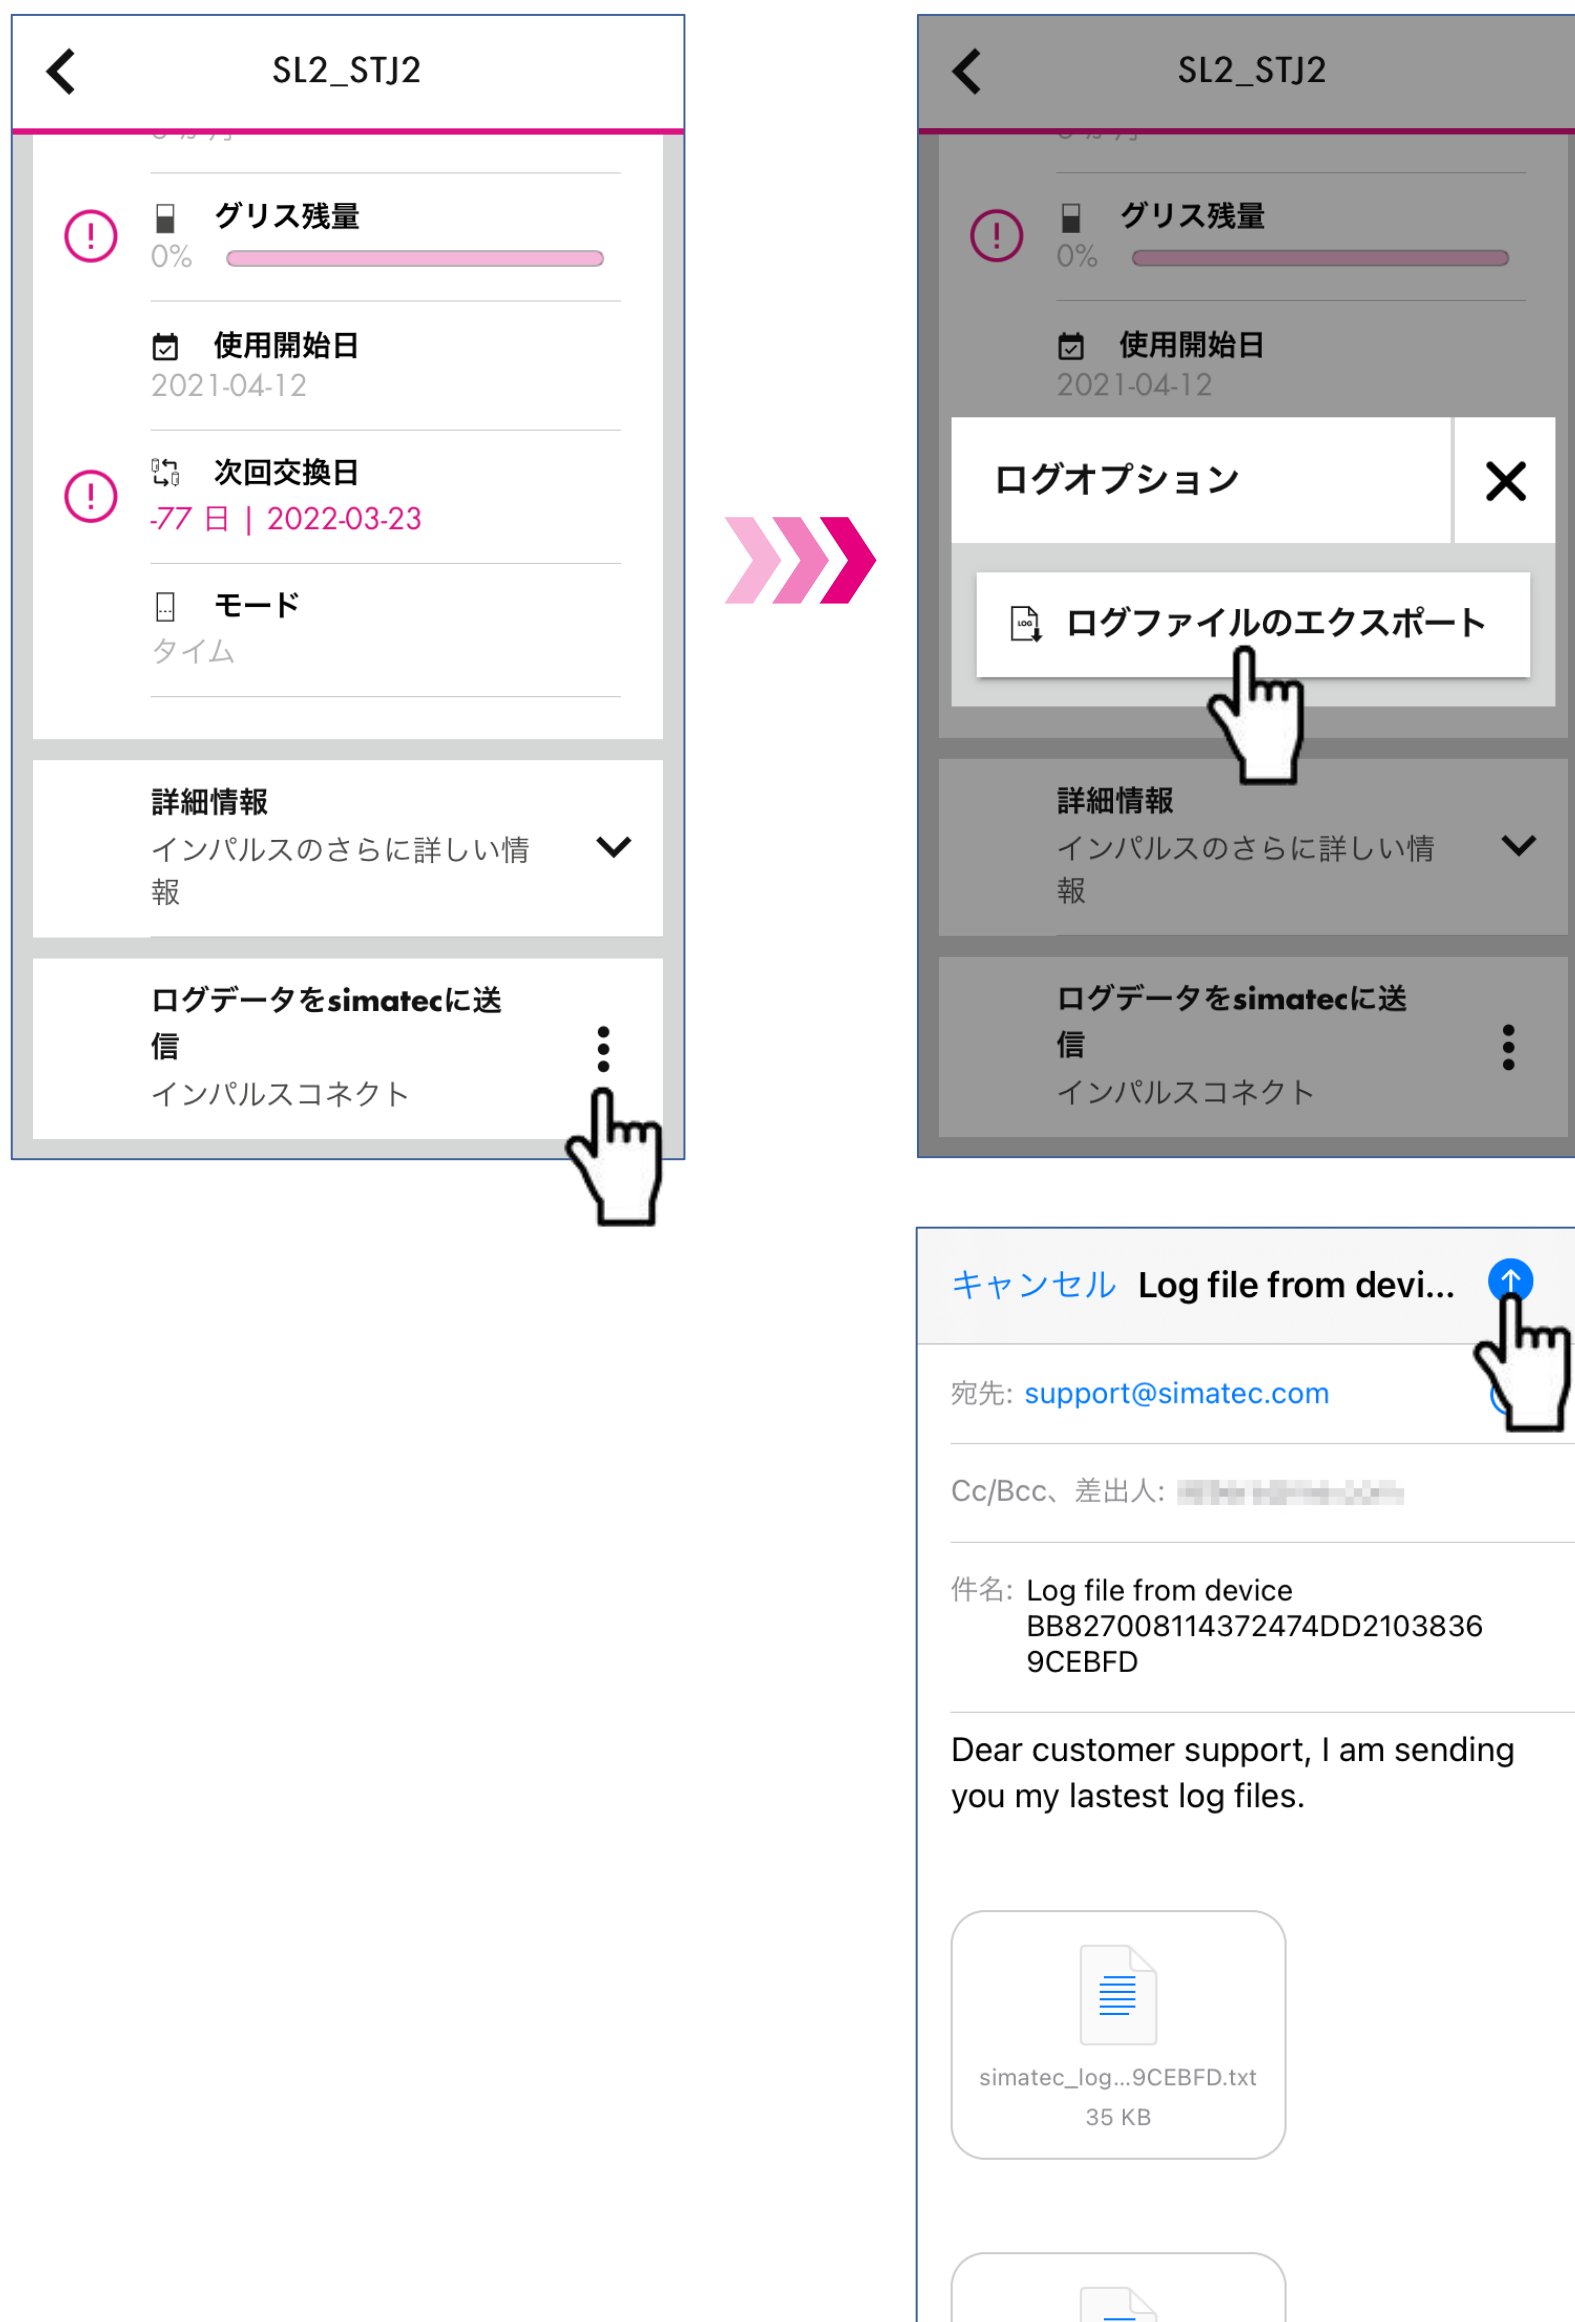 SL2_STJ2
グリス残量
0%
使用開始日
2021-04-12
次回交換日
-77 日 | 2022-03-23
モード
タイム
詳細情報
インパルスのさらに詳しい情
報
ログデータをsimatecに送
信
インパルスコネクト
SL2_STJ2
グリス残量
0%
使用開始日
2021-04-12
ログオプション
LOG
ログファイルのエクスポート
詳細情報
インパルスのさらに詳しい情
報
ログデータをsimatecに送
信
インパルスコネクト
キャンセル Log file from devi...
宛先: support@simatec.com
Cc/Bcc、差出人:
件名: Log file from device
BB827008114372474DD2103836
9CEBFD
Dear customer support, I am sending
you my lastest log files.
simatec_log...9CEBFD.txt
35 KB